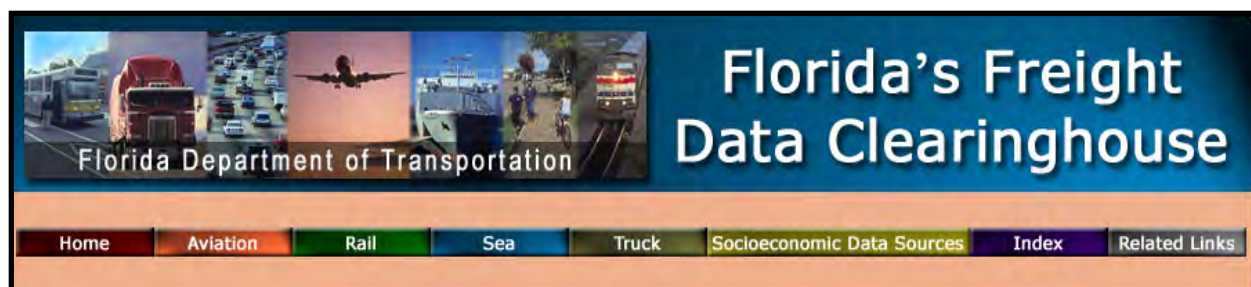 Florida's Freight
Data Clearinghouse
Florida Department of Transportation
Home Aviation Rail Sea Truck Socioeconomic Data Sources Index Related Links